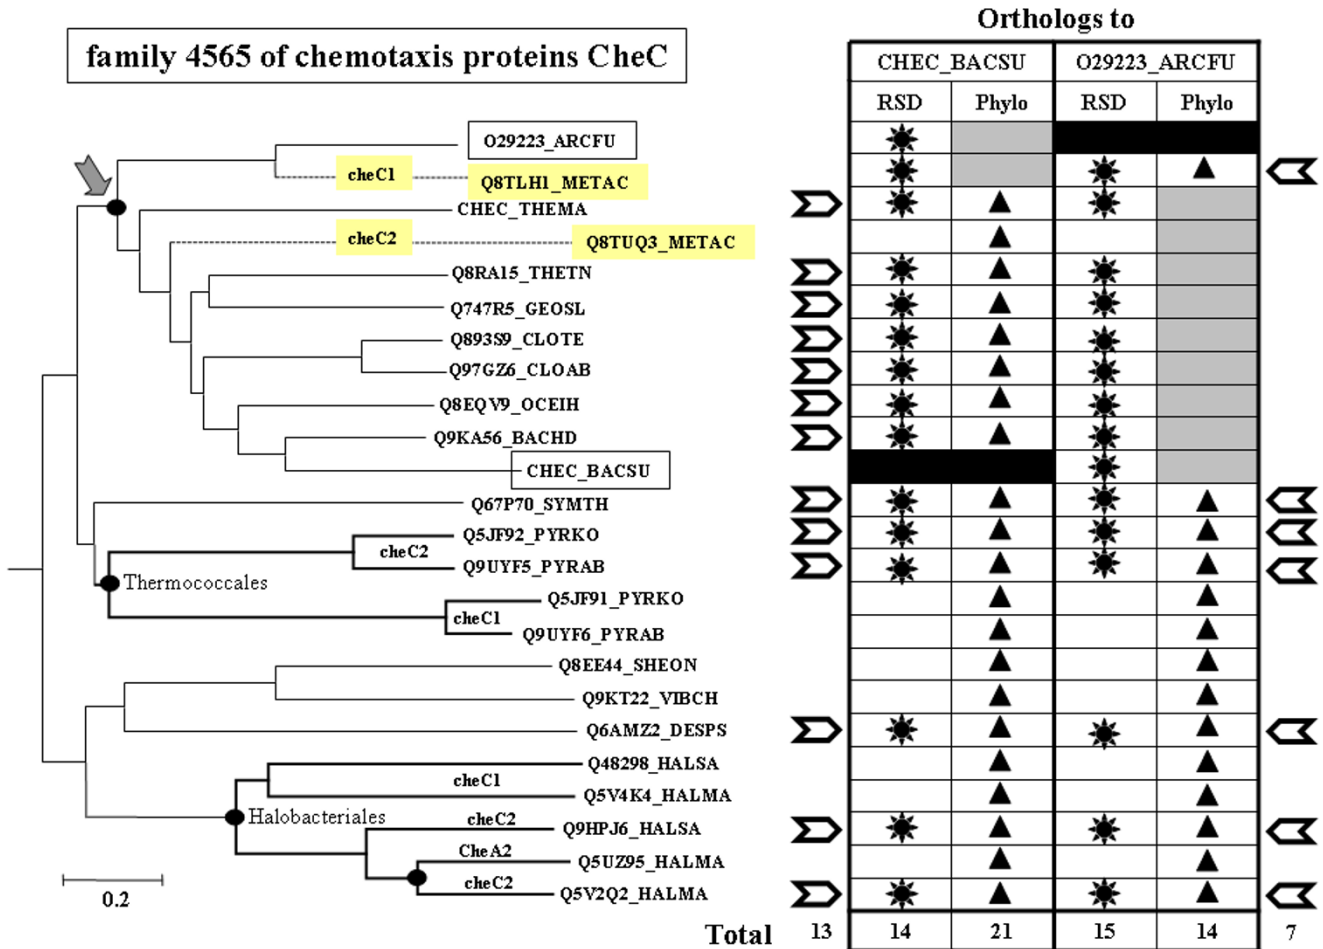 Orthologs to
family 4565 of chemotaxis proteins CheC
CHEC_BACSU O29223_ARCFU
RSD Phylo RSD Phylo
O29223_ARCFU
cheC1 Q8TLH1_METAC
CHEC_THEMA
cheC2 Q8TUQ3_METAC
Q8RA15_THETN
Q747R5_GEOSL
Q893S9_CLOTE
Q97GZ6_CLOAB
Q8EQV9_OCEIH
Q9KA56_BACHD
CHEC_BACSU
Q67P70_SYMTH
Q5JF92_PYRKO
cheC2
Q9UYF5_PYRAB
Thermococcales
Q5JF91_PYRKO
cheC1
Q9UYF6_PYRAB
Q8EE44_SHEON
Q9KT22_VIBCH
Q6AMZ2_DESPS
Q48298_HALSA
cheC1
Q5V4K4_HALMA
Halobacteriales
cheC2 Q9HPJ6_HALSA
CheA2 Q5UZ95_HALMA
cheC2 Q5V2Q2_HALMA
0.2
Total 13 14 21 15 14 7